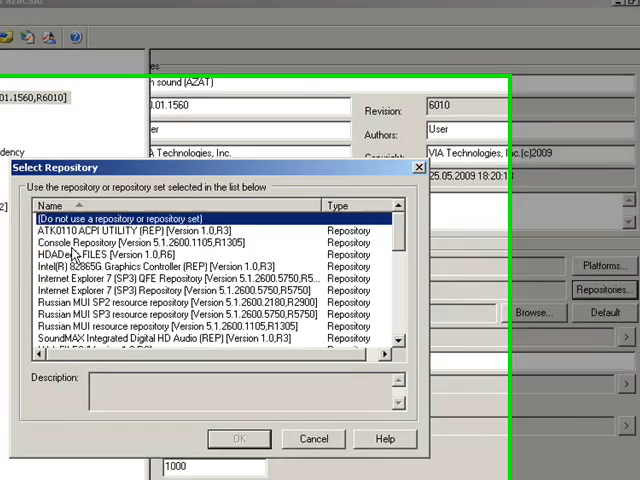 azat.skf
es
h sound (AZAT)
01.1560,R6010]
0.01.1560
Revision:
6010
er
Authors:
User
dency
VIA Technologies, Inc.
VIA Technologies, Inc.(c)2009
Select Repository
25.05.2009 18:20:1
Use the repository or repository set selected in the list below
Name
Type
(Do not use a repository or repository set)
ATK0110 ACPI UTILITY (REP) [Version 1.0,R3]
Repository
Console Repository [Version 5.1.2600.1105,R1305]
Repository
FILES [Version 1.0,R6]
Repository
Intel(R) 82865G Graphics Controller (REP) [Version 1.0,R3]
Repository
Platforms...
Internet Explorer 7 (SP3) QFE Repository [Version 5.1.2600.5750,R5...
Repository
Internet Explorer 7 (SP3) Repository [Version 5.1.2600.5750,R5750]
Repository
Repositories...
Russian MUI SP2 resource repository [Version 5.1.2600.2180,R2900]
Repository
Russian MUI SP3 resource repository [Version 5.1.2600.5750,R5750]
Repository
Browse...
Default
Russian MUI resource repository [Version 5.1.2600.1105,R1305]
Repository
SoundMAX Integrated Digital HD Audio (REP) [Version 1.0,R3]
Repository
Description:
OK
Cancel
Help
1000